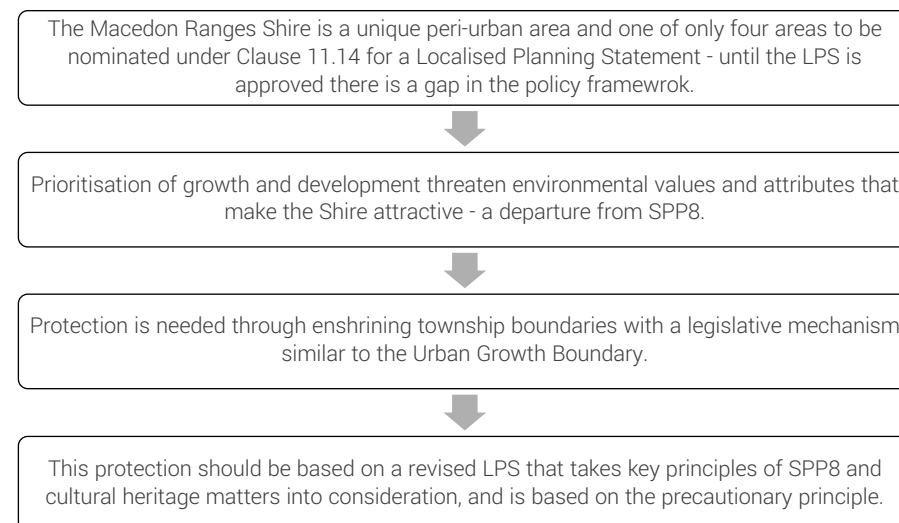 The Macedon Ranges Shire is a unique peri-urban area and one of only four areas to be
nominated under Clause 11.14 for a Localised Planning Statement - until the LPS is
approved there is a gap in the policy framewrok.
Prioritisation of growth and development threaten environmental values and attributes that
make the Shire attractive - a departure from SPP8.
Protection is needed through enshrining township boundaries with a legislative mechanism
similar to the Urban Growth Boundary.
This protection should be based on a revised LPS that takes key principles of SPP8 and
cultural heritage matters into consideration, and is based on the precautionary principle.